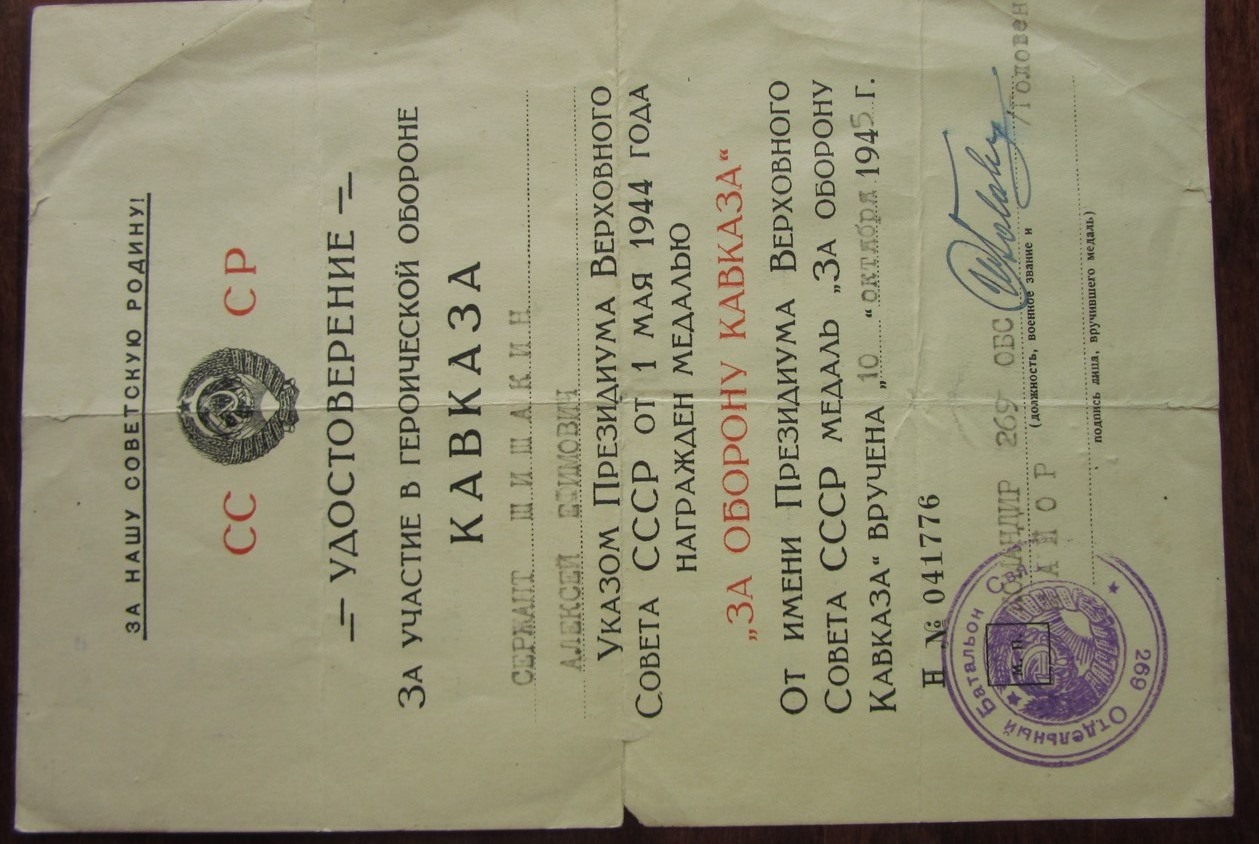 ЗА НАШУ СОВЕТСКУЮ РОДИНУ!
СС СР
УДОСТОВЕРЕНИЕ
ЗА УЧАСТИЕ В ГЕРОИЧЕСКОЙ ОБОРОНЕ
КАВКАЗА
СЕРЖАНТ ШИШАКИН
АЛЕКСЕЙ ЕФИМОВИЧ
УКАЗОМ ПРЕЗИДИУМА ВЕРХОВНОГО
СОВЕТА СССР ОТ 1 МАЯ 1944 ГОДА
НАГРАЖДЕН МЕДАЛЬЮ
„ЗА ОБОРОНУ КАВКАЗА“
ОТ ИМЕНИ ПРЕЗИДИУМА ВЕРХОВНОГО
СОВЕТА СССР МЕДАЛЬ „ЗА ОБОРОНУ
КАВКАЗА“ ВРУЧЕНА „10“ октября 1945 г.
Н № 041776
КОМАНДИР 269 ОБС
(должность, военное звание и
М А Й О Р /Головен
подпись лица, вручившего медаль)
М. П.
269 Отдельный Батальон Св